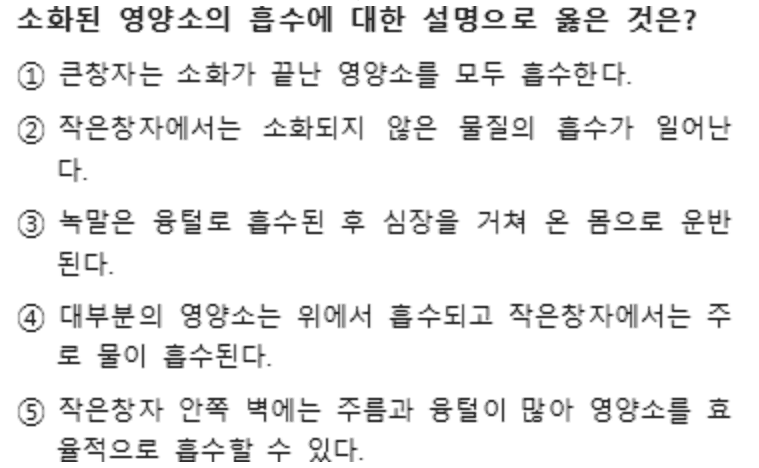 소화된 영양소의 흡수에 대한 설명으로 옳은 것은?
① 큰창자는 소화가 끝난 영양소를 모두 흡수한다.
② 작은창자에서는 소화되지 않은 물질의 흡수가 일어난
다.
③ 녹말은 융털로 흡수된 후 심장을 거쳐 온 몸으로 운반
된다.
④ 대부분의 영양소는 위에서 흡수되고 작은창자에서는 주
로 물이 흡수된다.
⑤ 작은창자 안쪽 벽에는 주름과 융털이 많아 영양소를 효
율적으로 흡수할 수 있다.